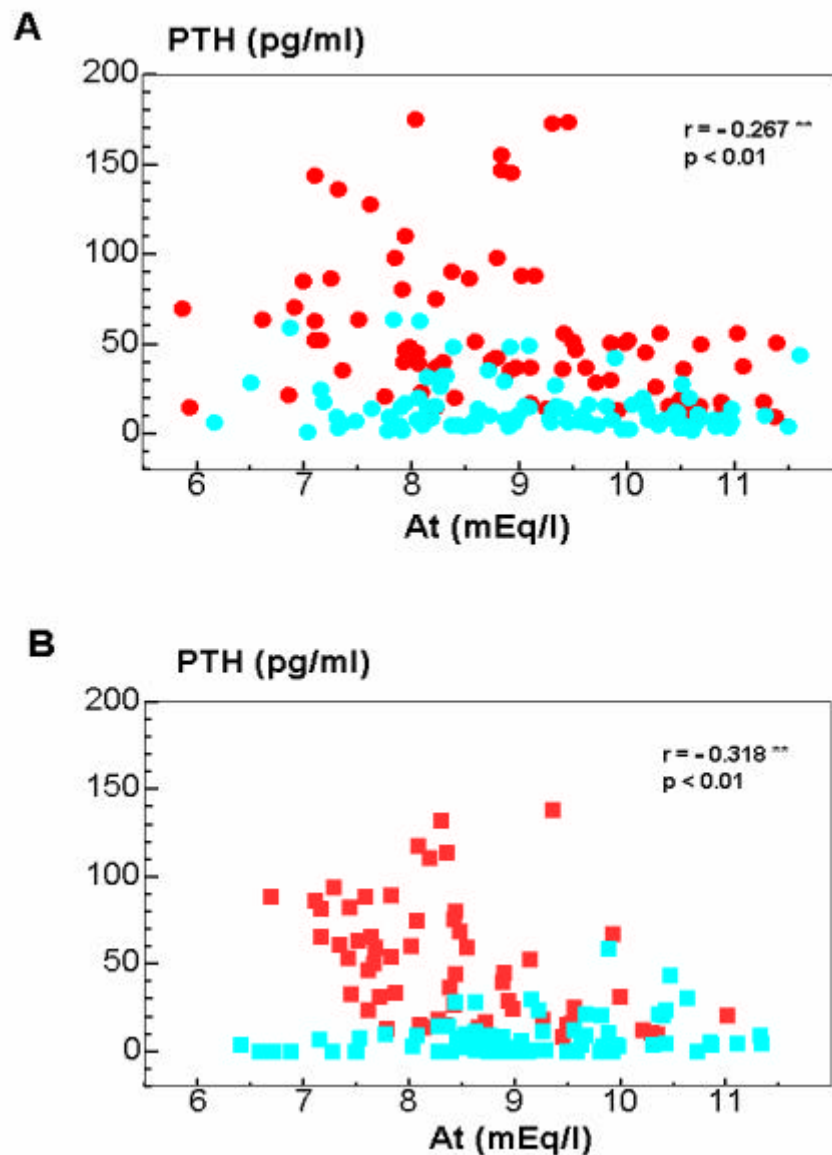 A
PTH (pg/ml)
200
150
100
50
0
r = - 0.267 **
p < 0.01
6 7 8 9 10 11
At (mEq/l)
B
PTH (pg/ml)
200
150
100
50
0
r = - 0.318 **
p < 0.01
6 7 8 9 10 11
At (mEq/l)